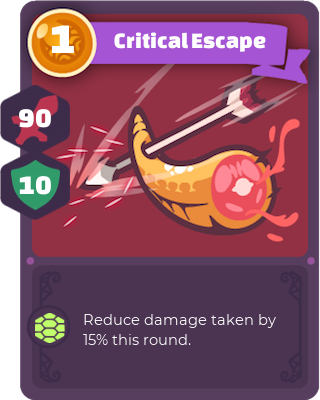 1
Critical Escape
90
10
Reduce damage taken by
15% this round.